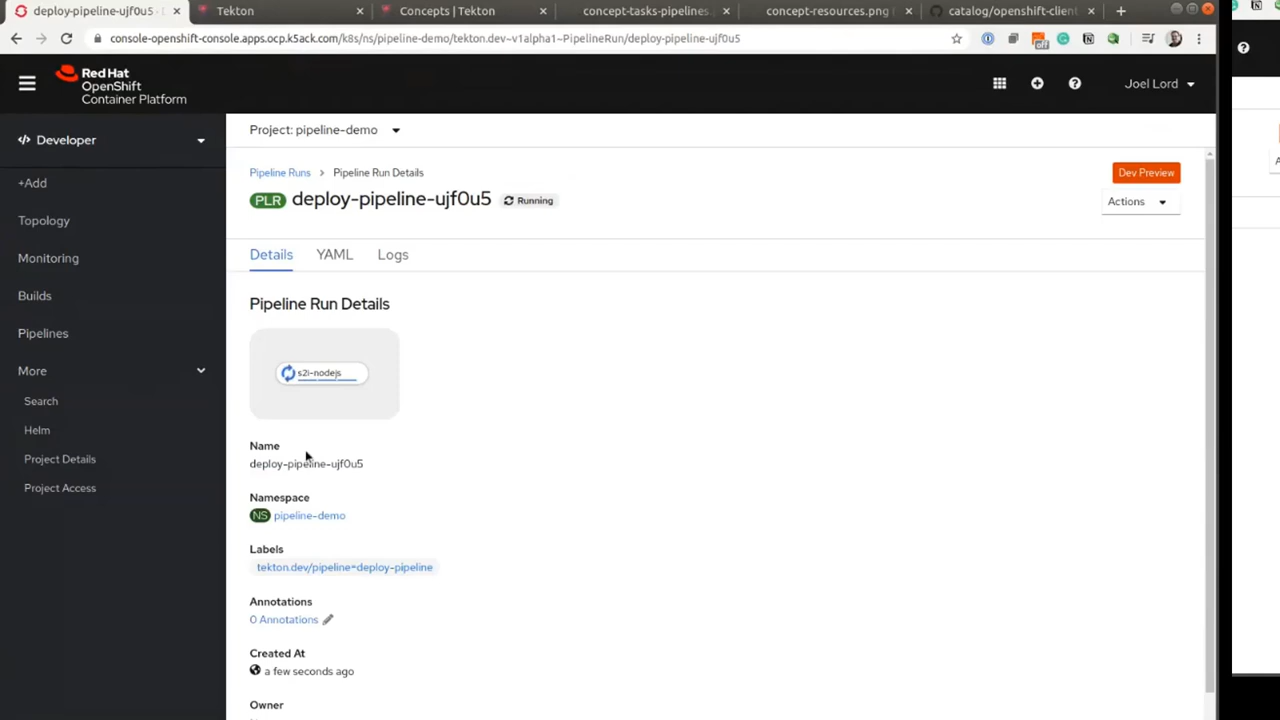 deploy-pipeline-ujf0u5
Tekton
Concepts | Tekton
concept-tasks-pipelines.
concept-resources.png
catalog/openshift-client
console-openshift-console.apps.ocp.k5ack.com/k8s/ns/pipeline-demo/tekton.dev~v1alpha1~PipelineRun/deploy-pipeline-ujf0u5
off
Red Hat
OpenShift
Container Platform
Joel Lord
Developer
Project: pipeline-demo
+Add
Topology
Monitoring
Builds
Pipelines
More
Search
Helm
Project Details
Project Access
Pipeline Runs > Pipeline Run Details
Dev Preview
PLR deploy-pipeline-ujf0u5 Running
Actions
Details YAML Logs
Pipeline Run Details
s2i-nodejs
Name
deploy-pipeline-ujf0u5
Namespace
NS pipeline-demo
Labels
tekton.dev/pipeline=deploy-pipeline
Annotations
0 Annotations
Created At
a few seconds ago
Owner